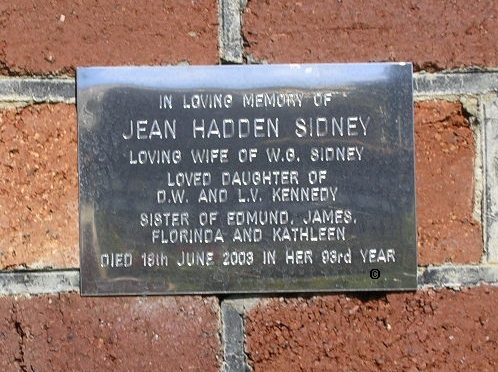 IN LOVING MEMORY OF
JEAN HADDEN SIDNEY
LOVING WIFE OF W.G. SIDNEY
LOVED DAUGHTER OF
D.W. AND L.V. KENNEDY
SISTER OF EDMUND, JAMES,
FLORINDA AND KATHLEEN
DIED 19th JUNE 2003 IN HER 93rd YEAR
©